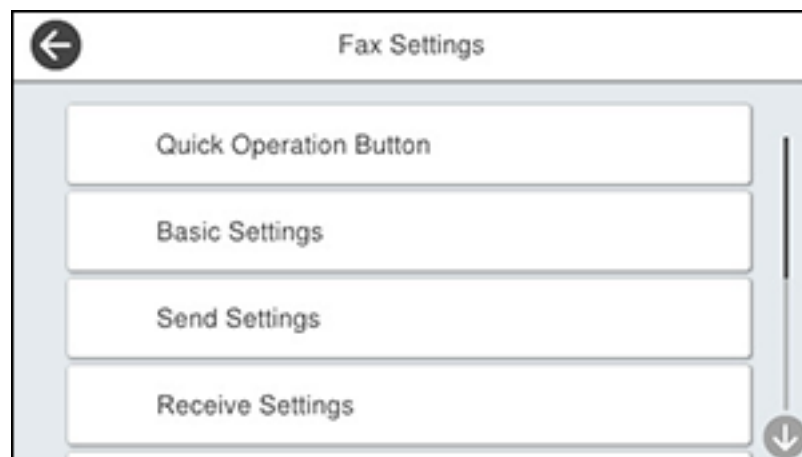 Fax Settings
Quick Operation Button
Basic Settings
Send Settings
Receive Settings